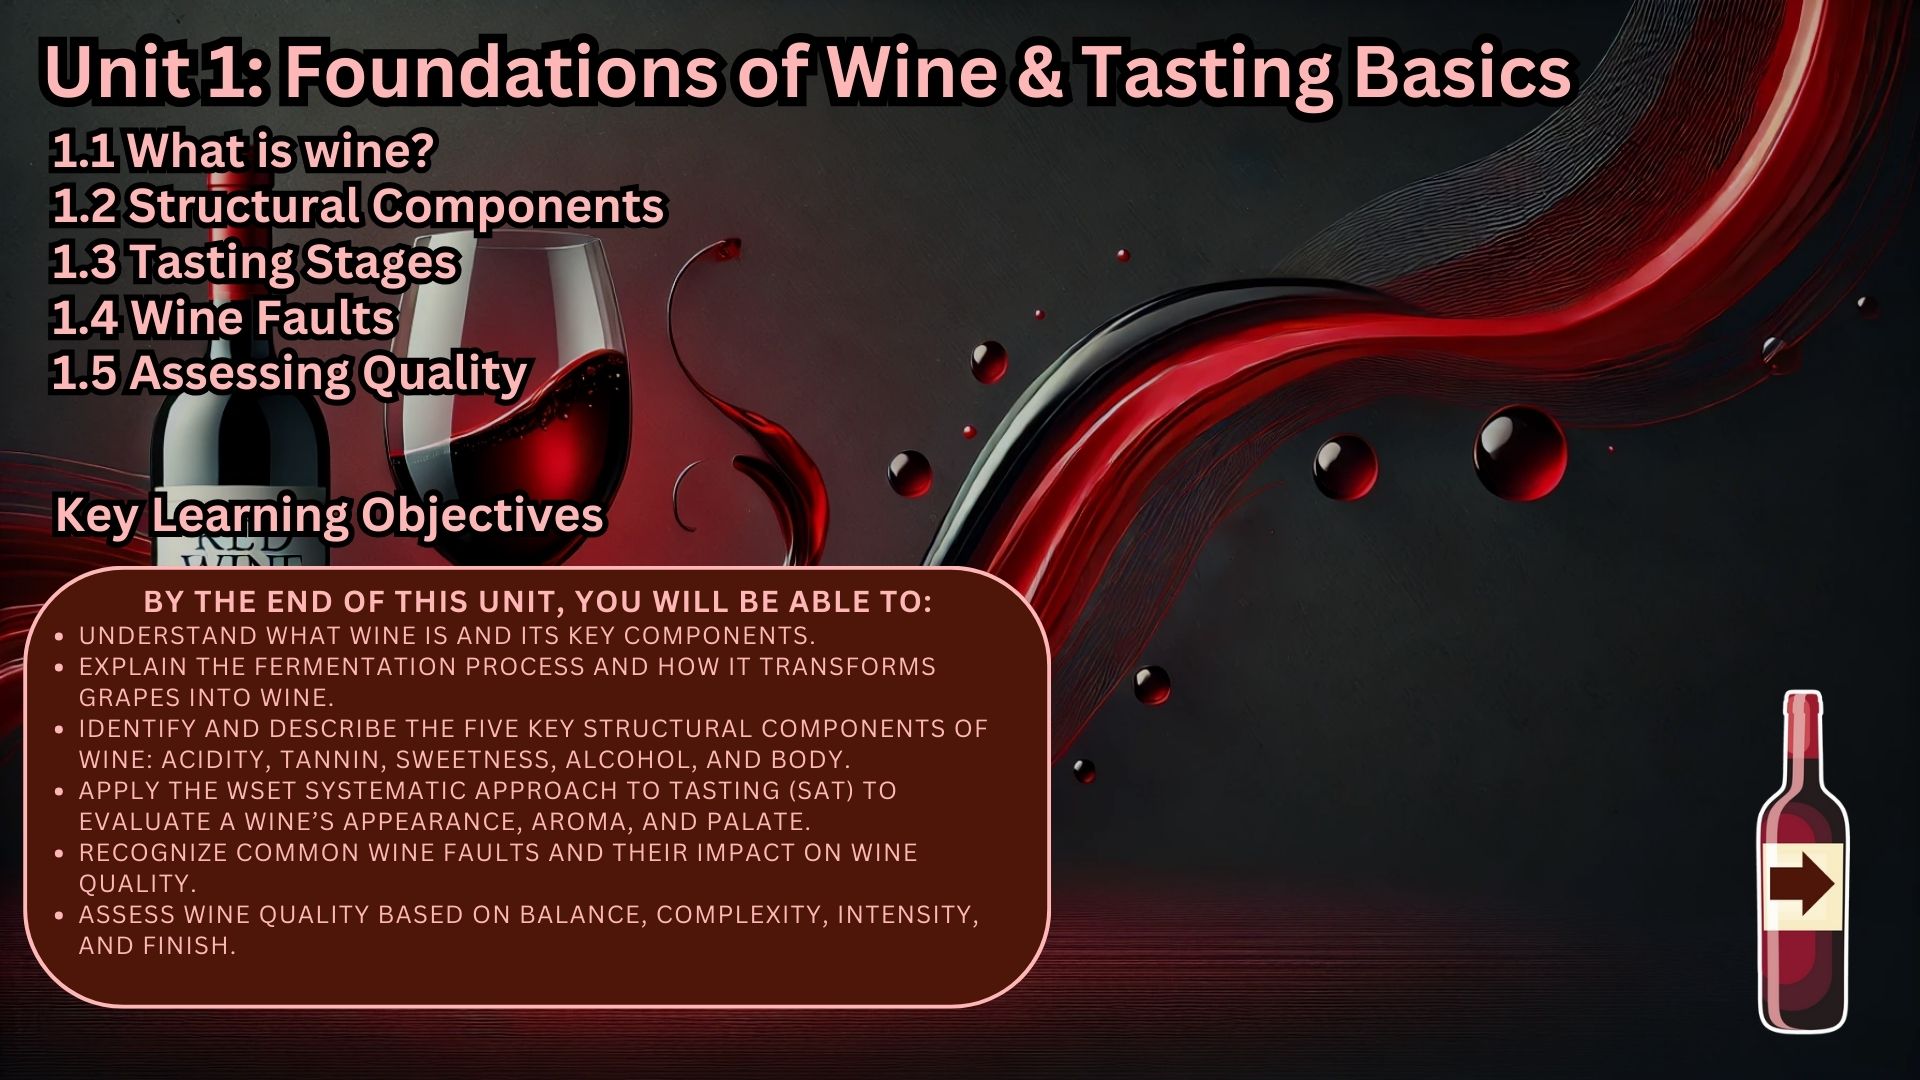 Unit 1: Foundations of Wine & Tasting Basics
1.1 What is wine?
1.2 Structural Components
1.3 Tasting Stages
1.4 Wine Faults
1.5 Assessing Quality
Key Learning Objectives
RED
WINE
BY THE END OF THIS UNIT, YOU WILL BE ABLE TO:
• UNDERSTAND WHAT WINE IS AND ITS KEY COMPONENTS.
• EXPLAIN THE FERMENTATION PROCESS AND HOW IT TRANSFORMS
GRAPES INTO WINE.
• IDENTIFY AND DESCRIBE THE FIVE KEY STRUCTURAL COMPONENTS OF
WINE: ACIDITY, TANNIN, SWEETNESS, ALCOHOL, AND BODY.
• APPLY THE WSET SYSTEMATIC APPROACH TO TASTING (SAT) TO
EVALUATE A WINE’S APPEARANCE, AROMA, AND PALATE.
• RECOGNIZE COMMON WINE FAULTS AND THEIR IMPACT ON WINE
QUALITY.
• ASSESS WINE QUALITY BASED ON BALANCE, COMPLEXITY, INTENSITY,
AND FINISH.